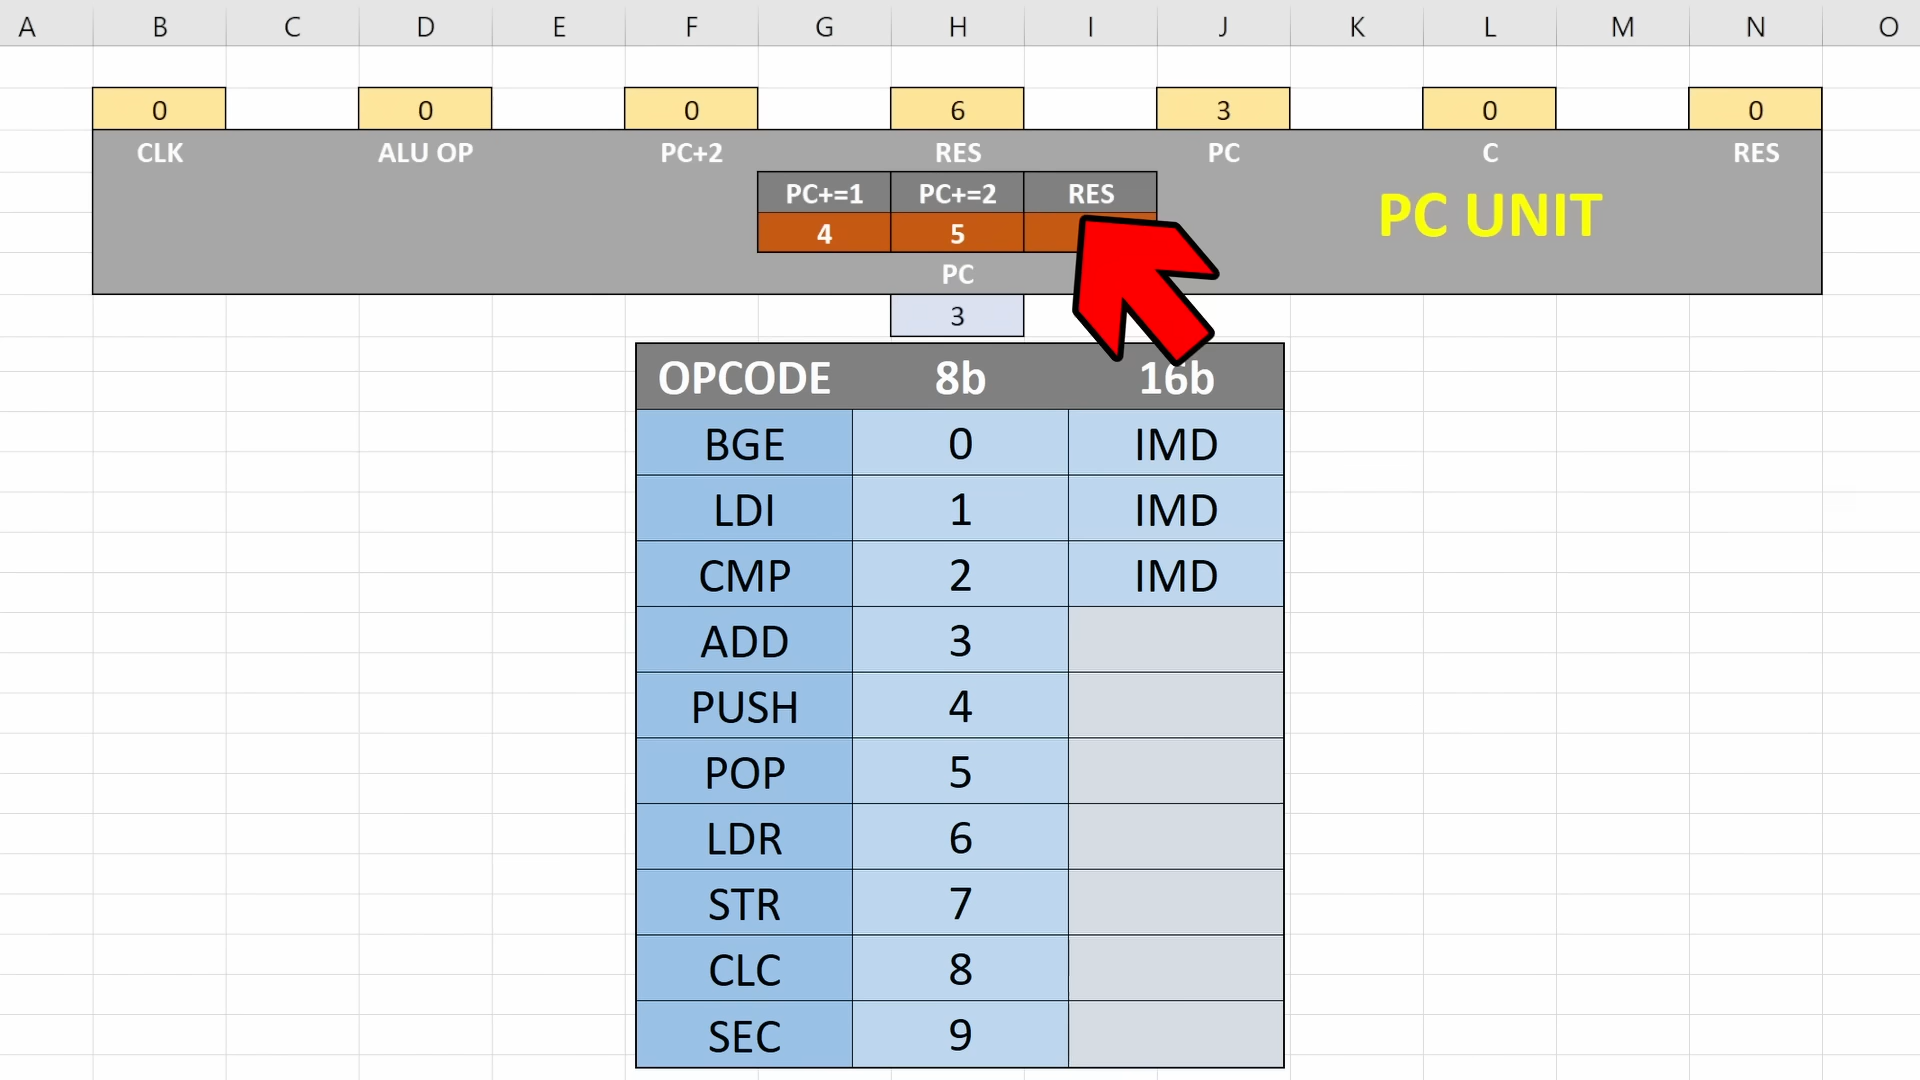 A B C D E F G H I J K L M N O
0 0 0 6 3 0 0
CLK ALU OP PC+2 RES PC C RES
PC+=1 PC+=2 RES
PC UNIT
4 5
PC
3
OPCODE 8b 16b
BGE 0 IMD
LDI 1 IMD
CMP 2 IMD
ADD 3
PUSH 4
POP 5
LDR 6
STR 7
CLC 8
SEC 9